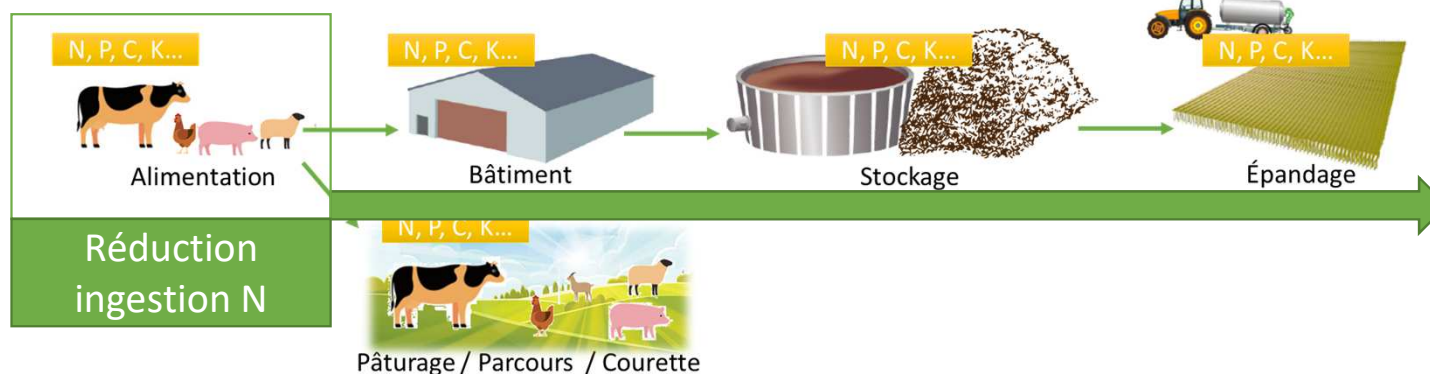 N, P, C, K...
N, P, C, K...
N, P, C, K...
N, P, C, K...
Alimentation
Bâtiment
Stockage
Épandage
Réduction
ingestion N
N, P, C, K...
Pâturage / Parcours / Courette